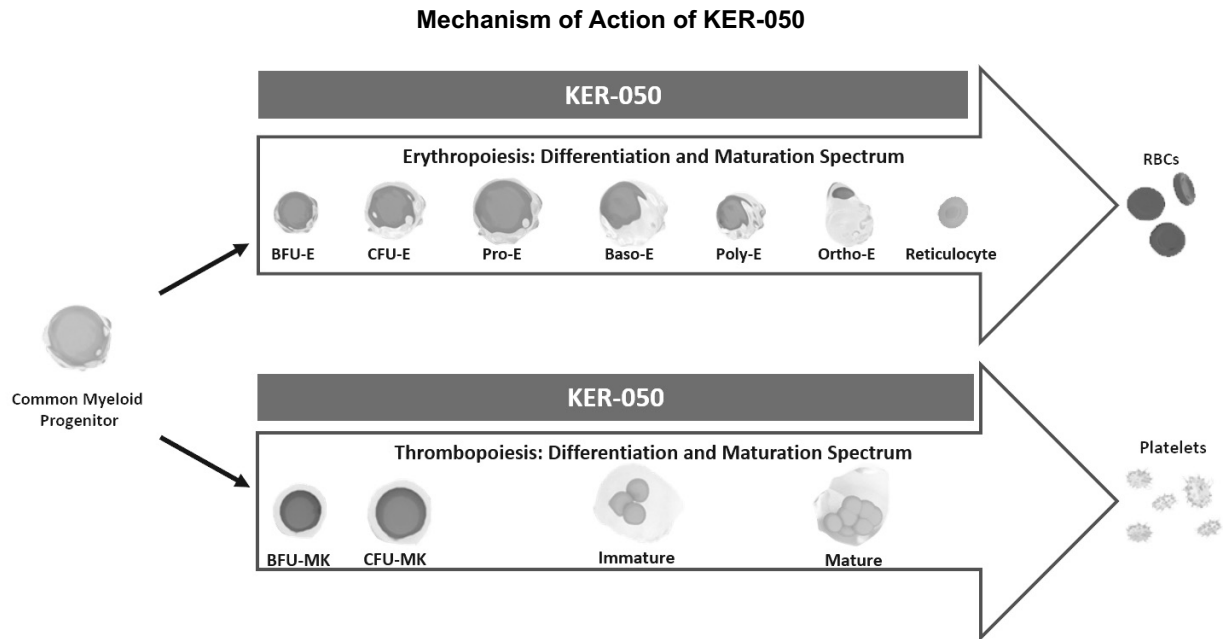 Mechanism of Action of KER-050
KER-050
Erythropoiesis: Differentiation and Maturation Spectrum
BFU-E
CFU-E
Pro-E
Baso-E
Poly-E
Ortho-E
Reticulocyte
RBCs
Common Myeloid
Progenitor
KER-050
Thrombopoiesis: Differentiation and Maturation Spectrum
BFU-MK
CFU-MK
Immature
Mature
Platelets